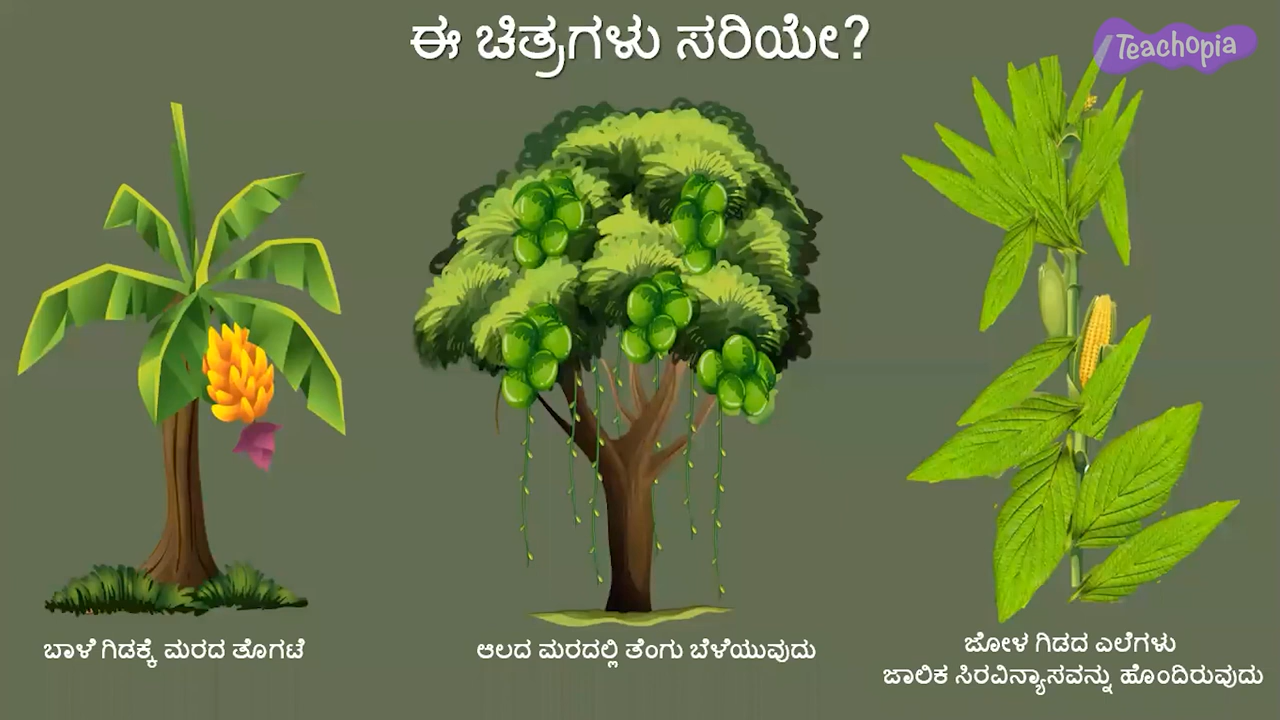 ಈ ಚಿತ್ರಗಳು ಸರಿಯೇ?
Teachopia
ಬಾಳೆ ಗಿಡಕ್ಕೆ ಮರದ ತೊಗಟೆ
ಆಲದ ಮರದಲ್ಲಿ ತೆಂಗು ಬೆಳೆಯುವುದು
ಜೋಳ ಗಿಡದ ಎಲೆಗಳು
ಜಾಲಿಕ ಸಿರವಿನ್ಯಾಸವನ್ನು ಹೊಂದಿರುವುದು